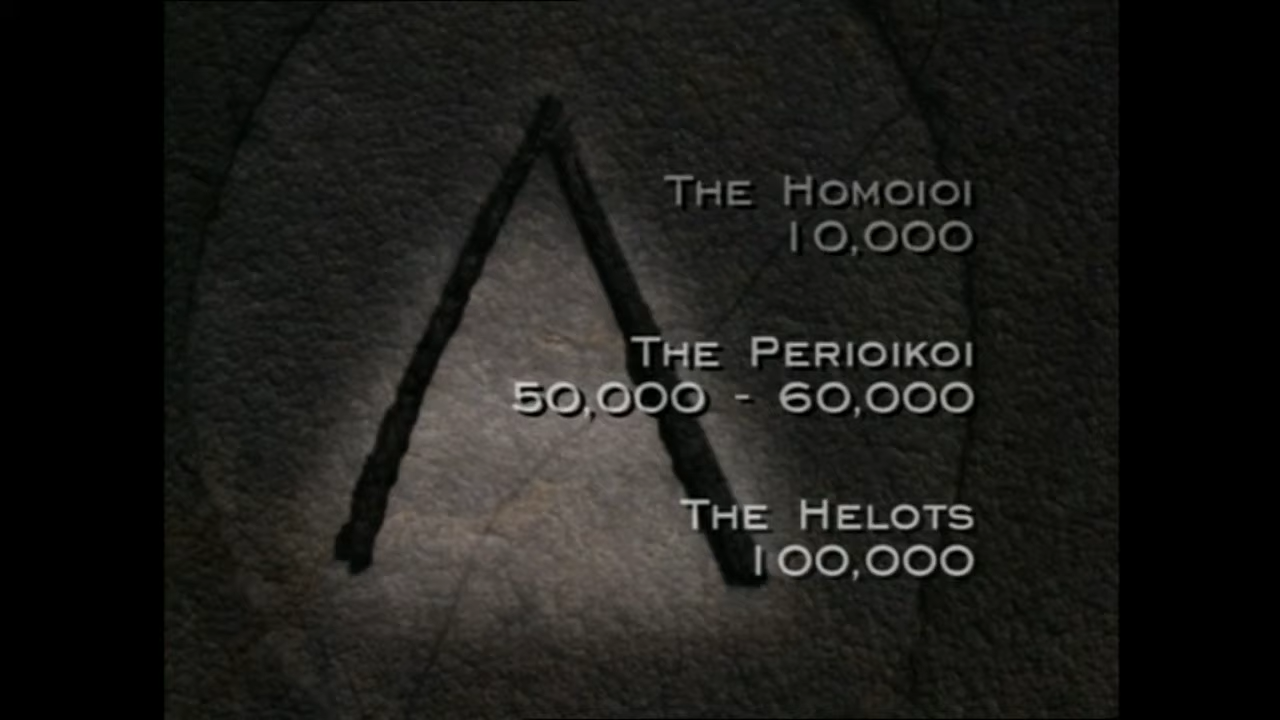 Λ
The Homoioi
10,000
The Perioikoi
50,000 - 60,000
The Helots
100,000